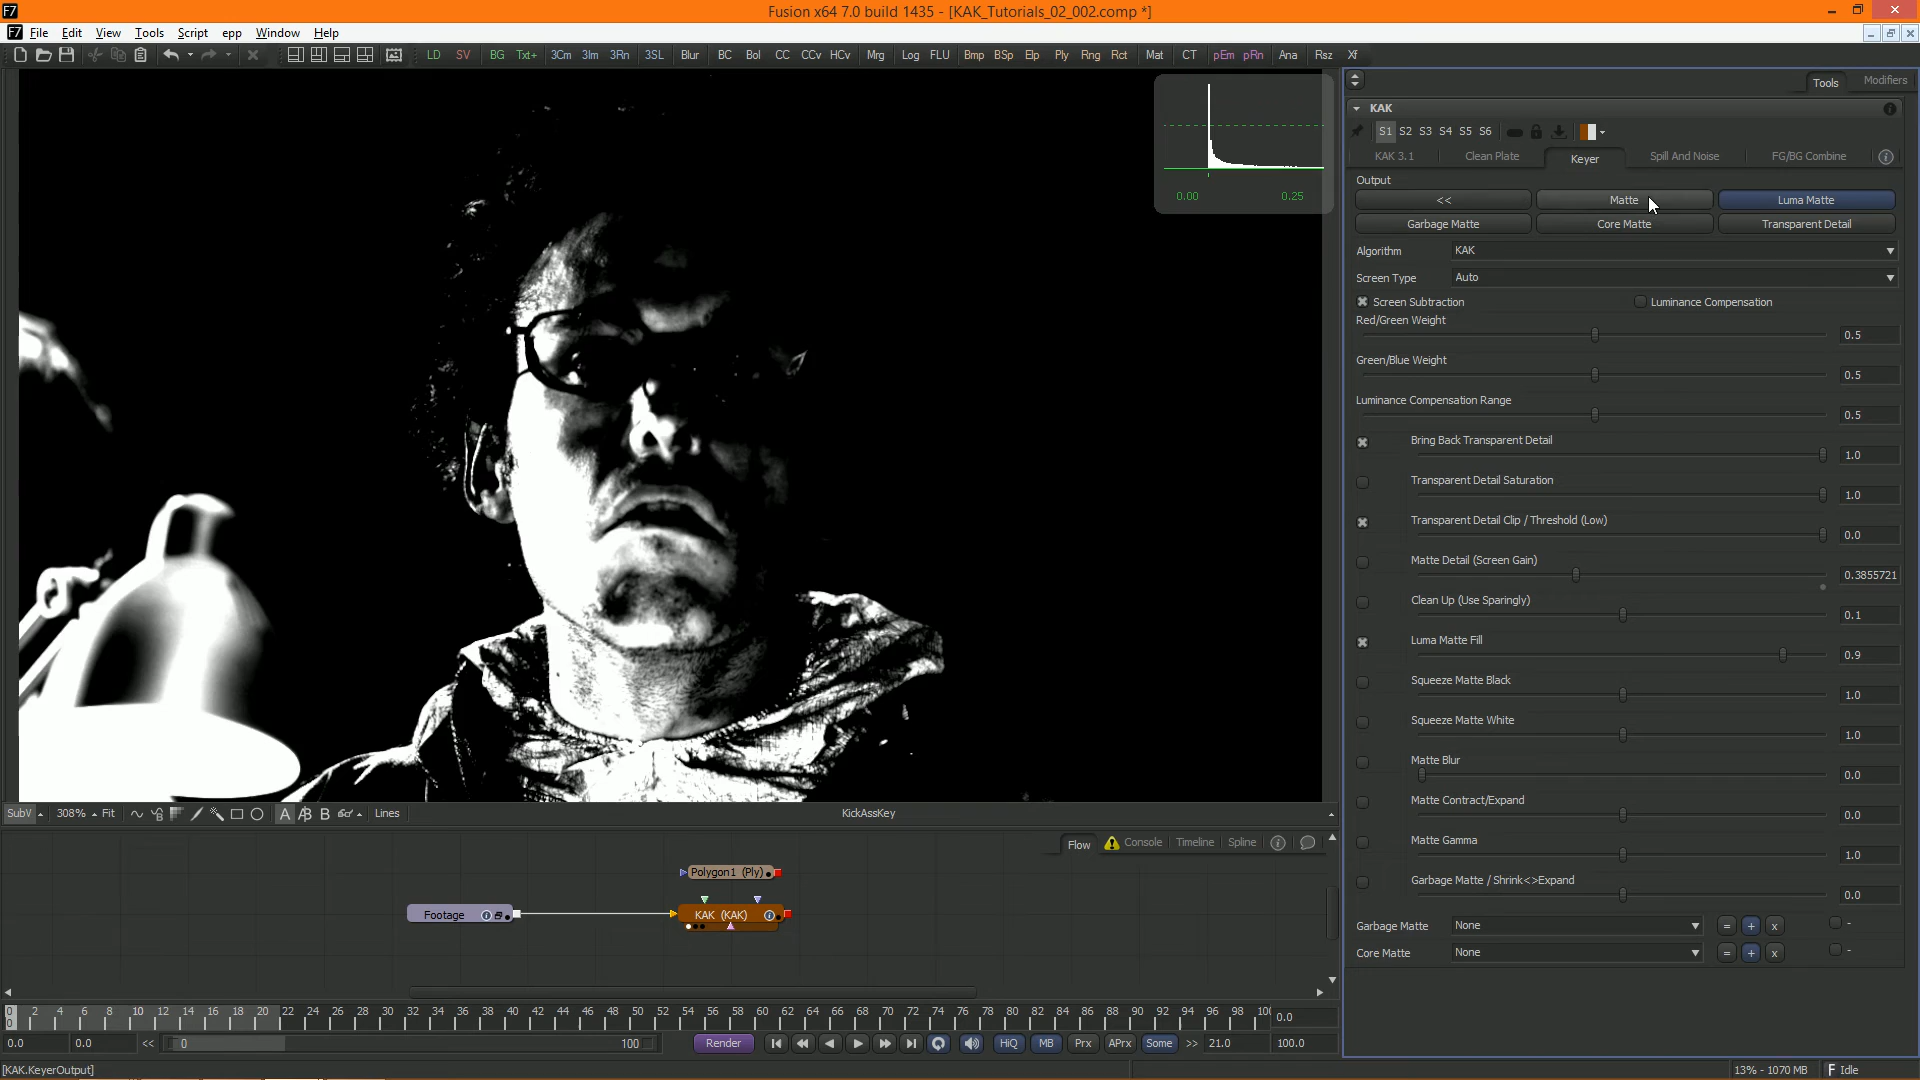 Fusion x64 7.0 build 1435 - [KAK_Tutorials_02_002.comp *]
File Edit View Tools Script epp Window Help
LD SV BG Txt+ 3Cm 3Im 3Rn 3SL Blur BC Bol CC CCv HCv Mrg Log FLU Bmp BSp Elp Ply Rng Rct Mat CT pEm pRn Ana Rsz Xf
Tools Modifiers
KAK
S1 S2 S3 S4 S5 S6
KAK 3.1 Clean Plate Keyer Spill And Noise FG/BG Combine
Output
<< Matte Luma Matte
Garbage Matte Core Matte Transparent Detail
Algorithm KAK
Screen Type Auto
Screen Subtraction Luminance Compensation
Red/Green Weight
0.5
Green/Blue Weight
0.5
Luminance Compensation Range
0.5
Bring Back Transparent Detail
1.0
Transparent Detail Saturation
1.0
Transparent Detail Clip / Threshold (Low)
0.0
Matte Detail (Screen Gain)
0.3855721
Clean Up (Use Sparingly)
0.1
Luma Matte Fill
0.9
Squeeze Matte Black
1.0
Squeeze Matte White
1.0
Matte Blur
0.0
Matte Contract/Expand
0.0
Matte Gamma
1.0
Garbage Matte / Shrink<>Expand
0.0
Garbage Matte None = + x -
Core Matte None = + x -
0.00 0.25
SubV 308% Fit A B Lines KickAssKey
Flow Console Timeline Spline
Polygon1 (Ply)
Footage
KAK (KAK)
0 2 4 6 8 10 12 14 16 18 20 22 24 26 28 30 32 34 36 38 40 42 44 46 48 50 52 54 56 58 60 62 64 66 68 70 72 74 76 78 80 82 84 86 88 90 92 94 96 98 0.0
0
0.0 0.0 << 0 100 Render HiQ MB Prx APrx Some >> 21.0 100.0
[KAK.KeyerOutput] 13% - 1070 MB Idle